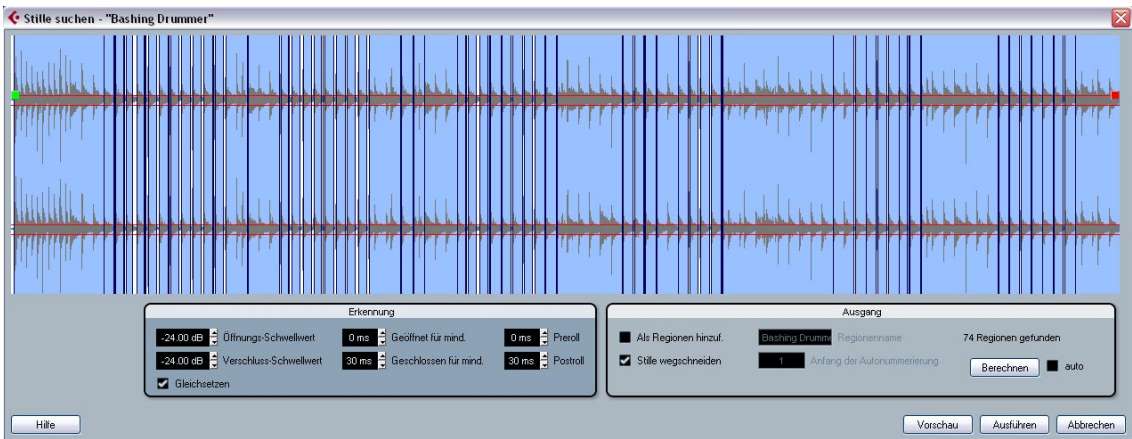 Stille suchen - "Bashing Drummer"
Erkennung
-24.00 dB Öffnungs-Schwellwert 0 ms Geöffnet für mind. 0 ms Preroll
-24.00 dB Verschluss-Schwellwert 30 ms Geschlossen für mind. 30 ms Postroll
Gleichsetzen
Ausgang
Als Regionen hinzuf. Bashing Drumme Regionenname 74 Regionen gefunden
Stille wegschneiden 1 Anfang der Autonummerierung
Berechnen auto
Hilfe Vorschau Ausführen Abbrechen